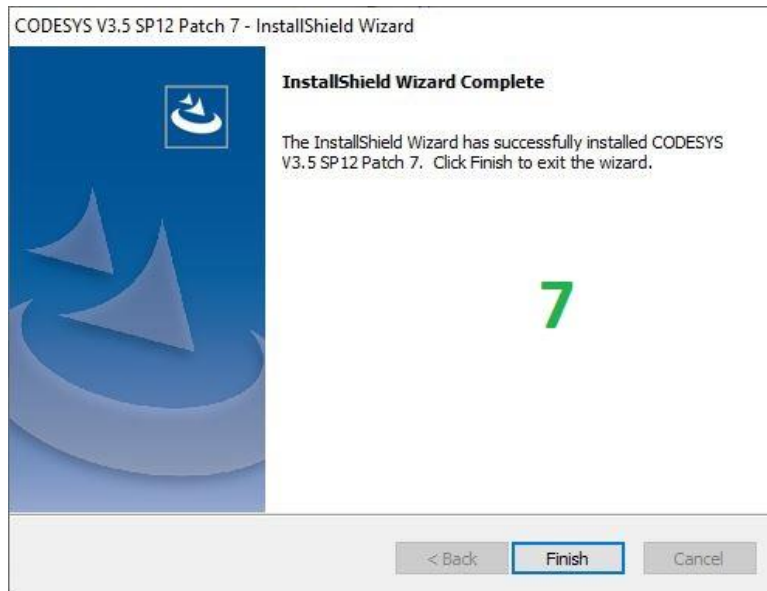 CODESYS V3.5 SP12 Patch 7 - InstallShield Wizard
InstallShield Wizard Complete
The InstallShield Wizard has successfully installed CODESYS
V3.5 SP12 Patch 7. Click Finish to exit the wizard.
7
< Back Finish Cancel